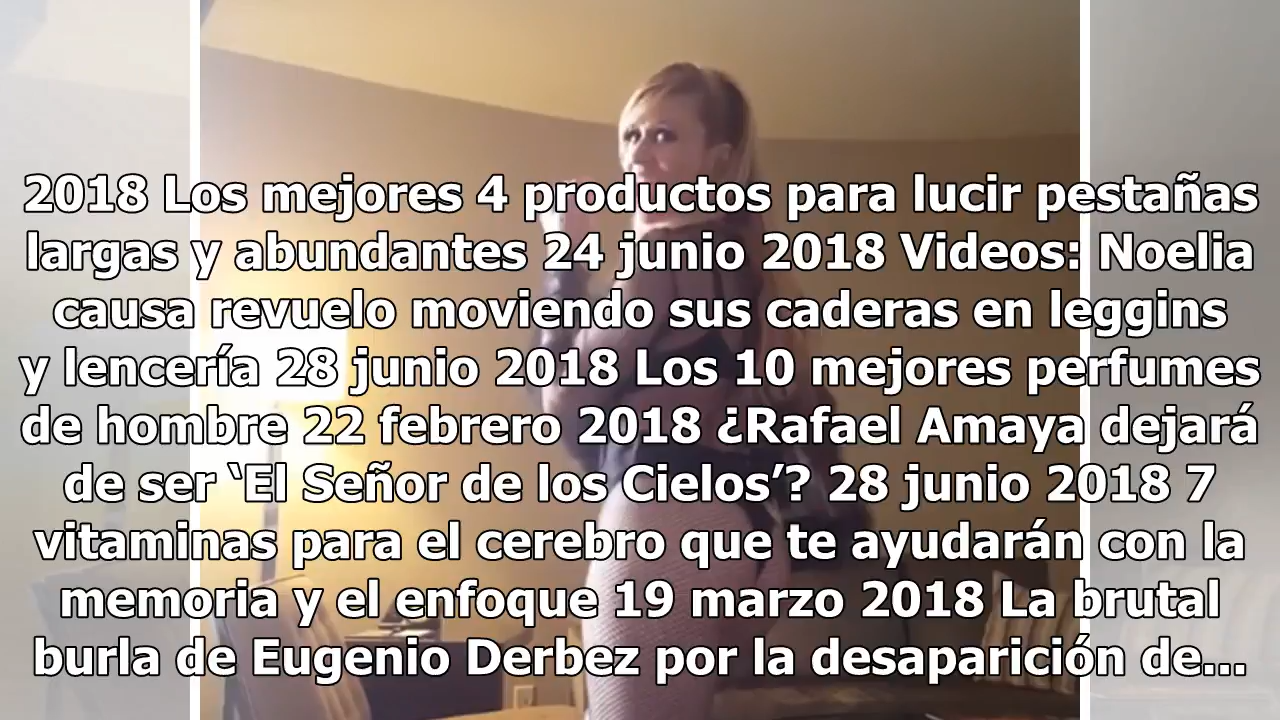 2018 Los mejores 4 productos para lucir pestañas
largas y abundantes 24 junio 2018 Videos: Noelia
causa revuelo moviendo sus caderas en leggins
y lencería 28 junio 2018 Los 10 mejores perfumes
de hombre 22 febrero 2018 ¿Rafael Amaya dejará
de ser ‘El Señor de los Cielos’? 28 junio 2018 7
vitaminas para el cerebro que te ayudarán con la
memoria y el enfoque 19 marzo 2018 La brutal
burla de Eugenio Derbez por la desaparición de...